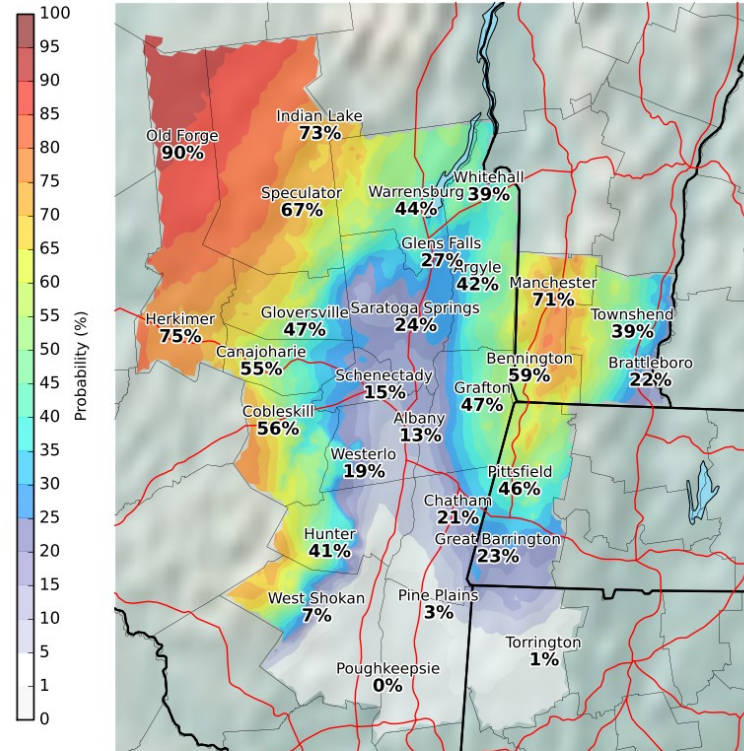 100
95
90
85
80
75
70
60
55
50
45
40
35
30
25
20
15
10
5
1
0
Probability (%)
Old Forge
90%
Indian Lake
73%
Speculator
67%
Warrensburg
44%
Whitehall
39%
Glens Falls
27%
Argyle
42%
Manchester
71%
Herkimer
75%
Gloversville
47%
Saratoga Springs
24%
Townshend
39%
Canajoharie
55%
Schenectady
15%
Bennington
59%
Brattleboro
22%
Grafton
47%
Cobleskill
56%
Albany
13%
Westerlo
19%
Pittsfield
46%
Chatham
21%
Hunter
41%
Great Barrington
23%
West Shokan
7%
Pine Plains
3%
Torrington
1%
Poughkeepsie
0%